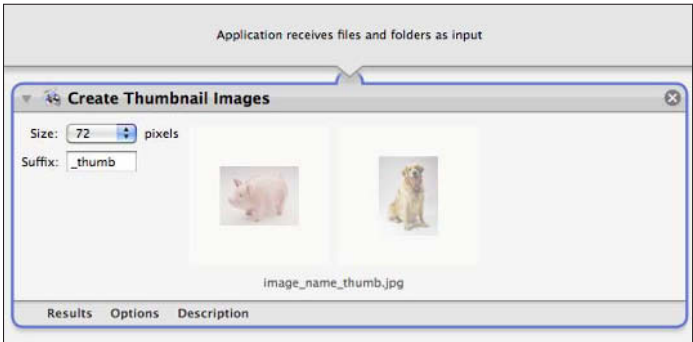 Application receives files and folders as input
Create Thumbnail Images
Size: 72 pixels
Suffix: _thumb
image_name_thumb.jpg
Results Options Description